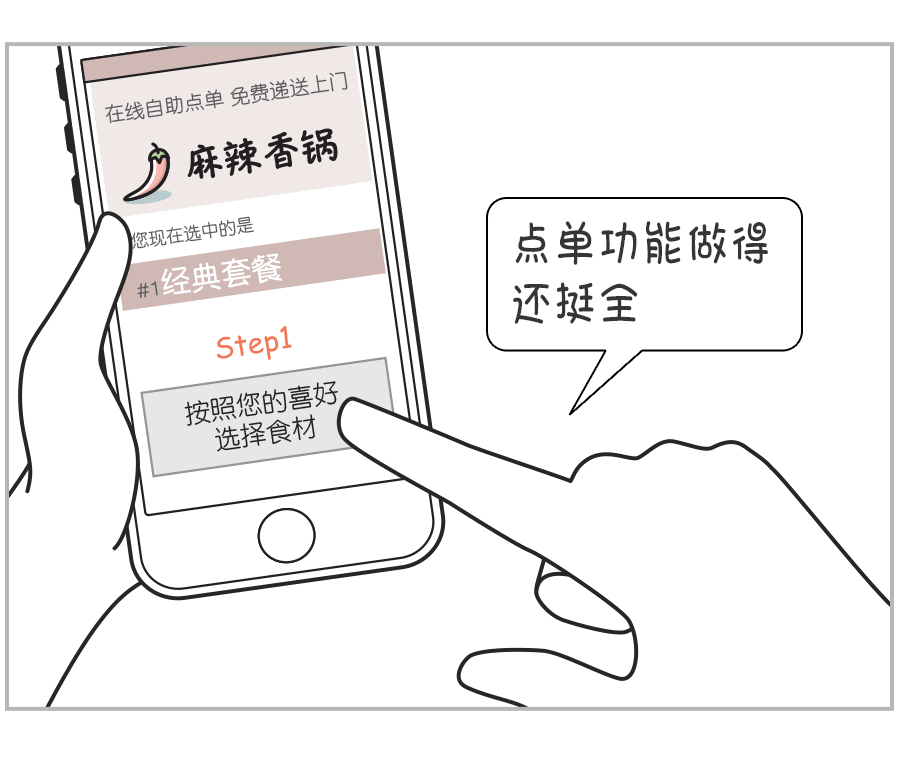 在线自助点单 免费递送上门
麻辣香锅
您现在选中的是
#1 经典套餐
Step1
按照您的喜好
选择食材
点单功能做得
还挺全